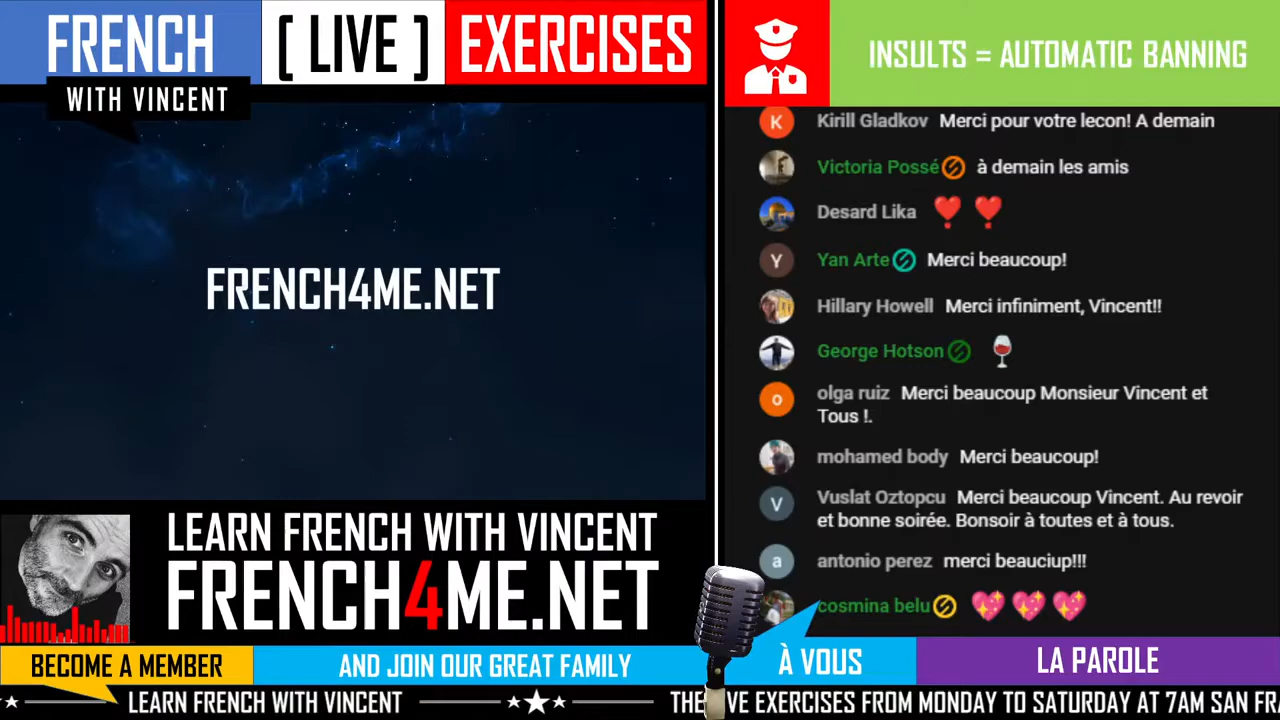 FRENCH
[ LIVE ]
EXERCISES
WITH VINCENT
FRENCH4ME.NET
LEARN FRENCH WITH VINCENT
FRENCH4ME.NET
BECOME A MEMBER
AND JOIN OUR GREAT FAMILY
INSULTS = AUTOMATIC BANNING
K Kirill Gladkov Merci pour votre lecon! A demain
Victoria Possé à demain les amis
Desard Lika
Y Yan Arte Merci beaucoup!
Hillary Howell Merci infiniment, Vincent!!
George Hotson
o olga ruiz Merci beaucoup Monsieur Vincent et
Tous !.
mohamed body Merci beaucoup!
V Vuslat Oztopcu Merci beaucoup Vincent. Au revoir
et bonne soirée. Bonsoir à toutes et à tous.
a antonio perez merci beauciup!!!
cosmina belu
À VOUS
LA PAROLE
LEARN FRENCH WITH VINCENT
THE LIVE EXERCISES FROM MONDAY TO SATURDAY AT 7AM SAN FRA